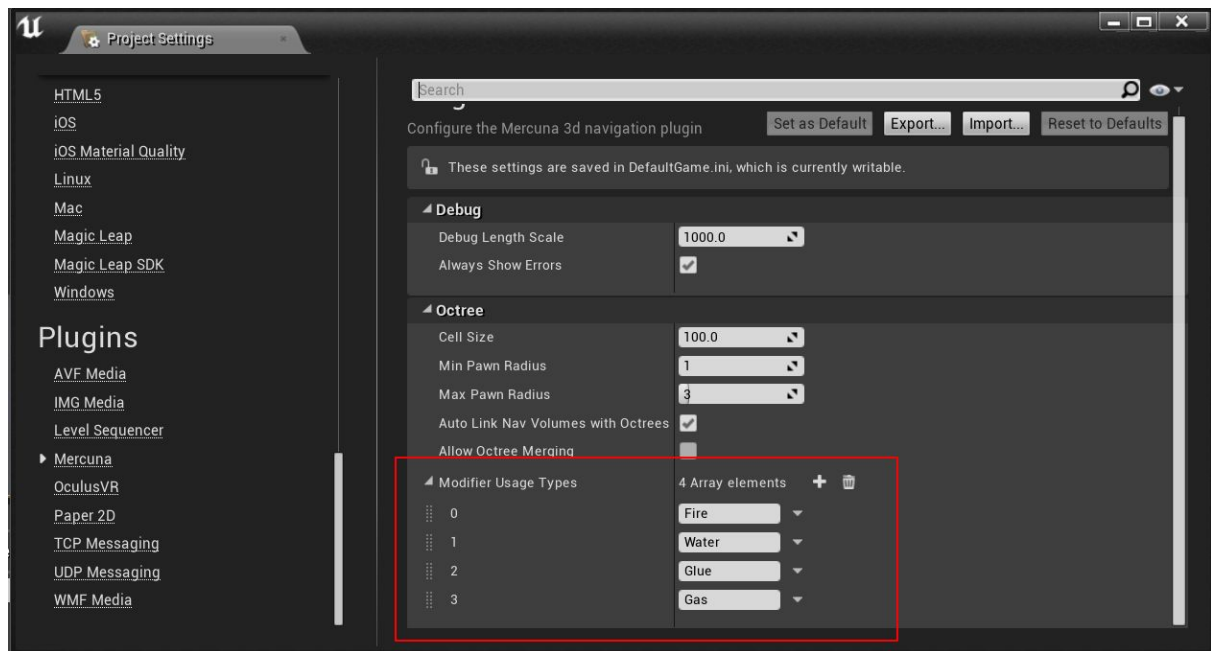 Project Settings
HTML5
iOS
iOS Material Quality
Linux
Mac
Magic Leap
Magic Leap SDK
Windows
Plugins
AVF Media
IMG Media
Level Sequencer
Mercuna
OculusVR
Paper 2D
TCP Messaging
UDP Messaging
WMF Media
Search
Configure the Mercuna 3d navigation plugin Set as Default Export... Import... Reset to Defaults
These settings are saved in DefaultGame.ini, which is currently writable.
Debug
Debug Length Scale 1000.0
Always Show Errors
Octree
Cell Size 100.0
Min Pawn Radius 1
Max Pawn Radius 3
Auto Link Nav Volumes with Octrees
Allow Octree Merging
Modifier Usage Types 4 Array elements
0 Fire
1 Water
2 Glue
3 Gas